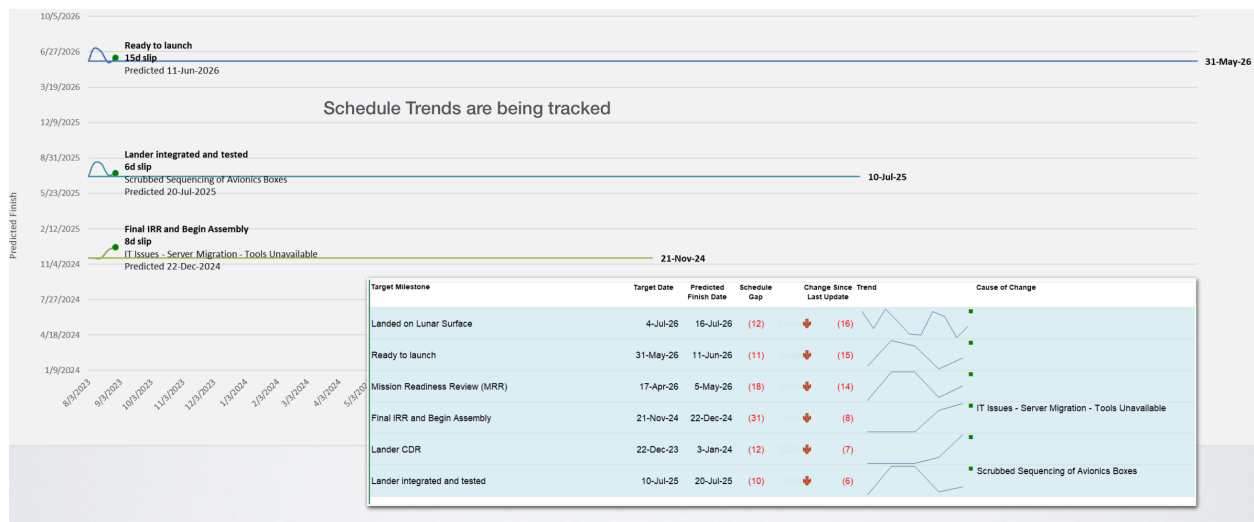 10/5/2026
6/27/2026
3/19/2026
12/9/2025
8/31/2025
5/23/2025
2/12/2025
11/4/2024
7/27/2024
4/18/2024
1/9/2024
Predicted Finish
8/3/2023
9/3/2023
10/3/2023
11/3/2023
12/3/2023
1/3/2024
2/3/2024
3/3/2024
4/3/2024
Ready to launch
15d slip
Predicted 11-Jun-2026
31-May-26
Schedule Trends are being tracked
Lander integrated and tested
6d slip
Scrubbed Sequencing of Avionics Boxes
Predicted 20-Jul-2025
10-Jul-25
Final IRR and Begin Assembly
8d slip
IT Issues - Server Migration - Tools Unavailable
Predicted 22-Dec-2024
21-Nov-24
Target Milestone Target Date Predicted Finish Date Schedule Gap Change Since Last Update Trend Cause of Change
Landed on Lunar Surface 4-Jul-26 16-Jul-26 (12) (16)
Ready to launch 31-May-26 11-Jun-26 (11) (15)
Mission Readiness Review (MRR) 17-Apr-26 5-May-26 (18) (14)
Final IRR and Begin Assembly 21-Nov-24 22-Dec-24 (31) (8) IT Issues - Server Migration - Tools Unavailable
Lander CDR 22-Dec-23 3-Jan-24 (12) (7)
Lander integrated and tested 10-Jul-25 20-Jul-25 (10) (6) Scrubbed Sequencing of Avionics Boxes